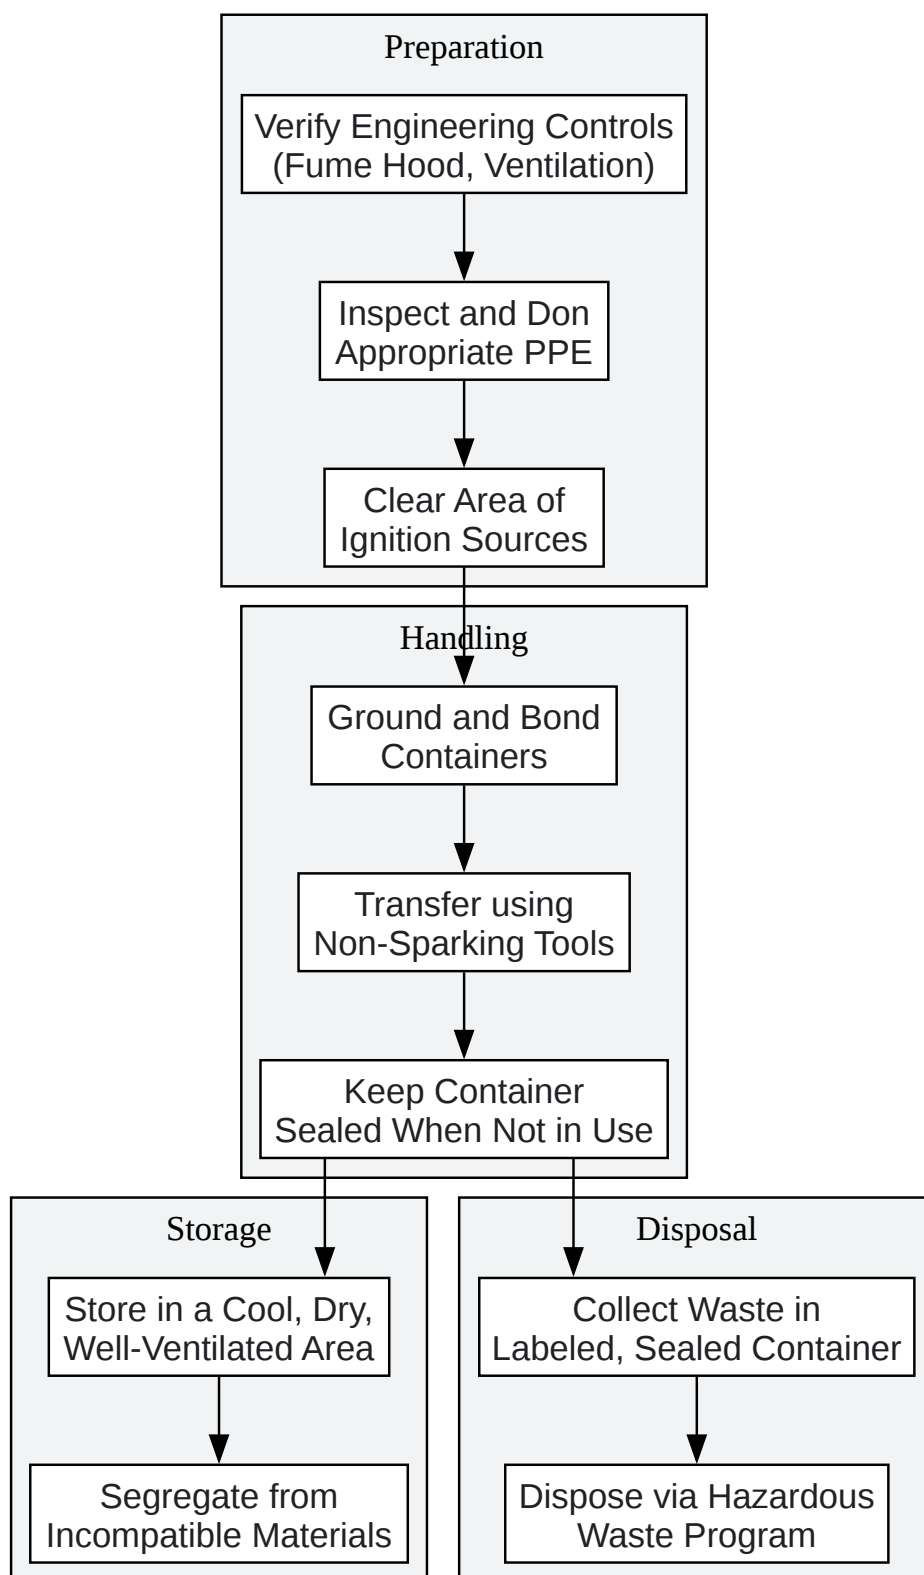 Preparation
Verify Engineering Controls
(Fume Hood, Ventilation)
Inspect and Don
Appropriate PPE
Clear Area of
Ignition Sources
Handling
Ground and Bond
Containers
Transfer using
Non-Sparking Tools
Keep Container
Sealed When Not in Use
Storage
Store in a Cool, Dry,
Well-Ventilated Area
Segregate from
Incompatible Materials
Disposal
Collect Waste in
Labeled, Sealed Container
Dispose via Hazardous
Waste Program